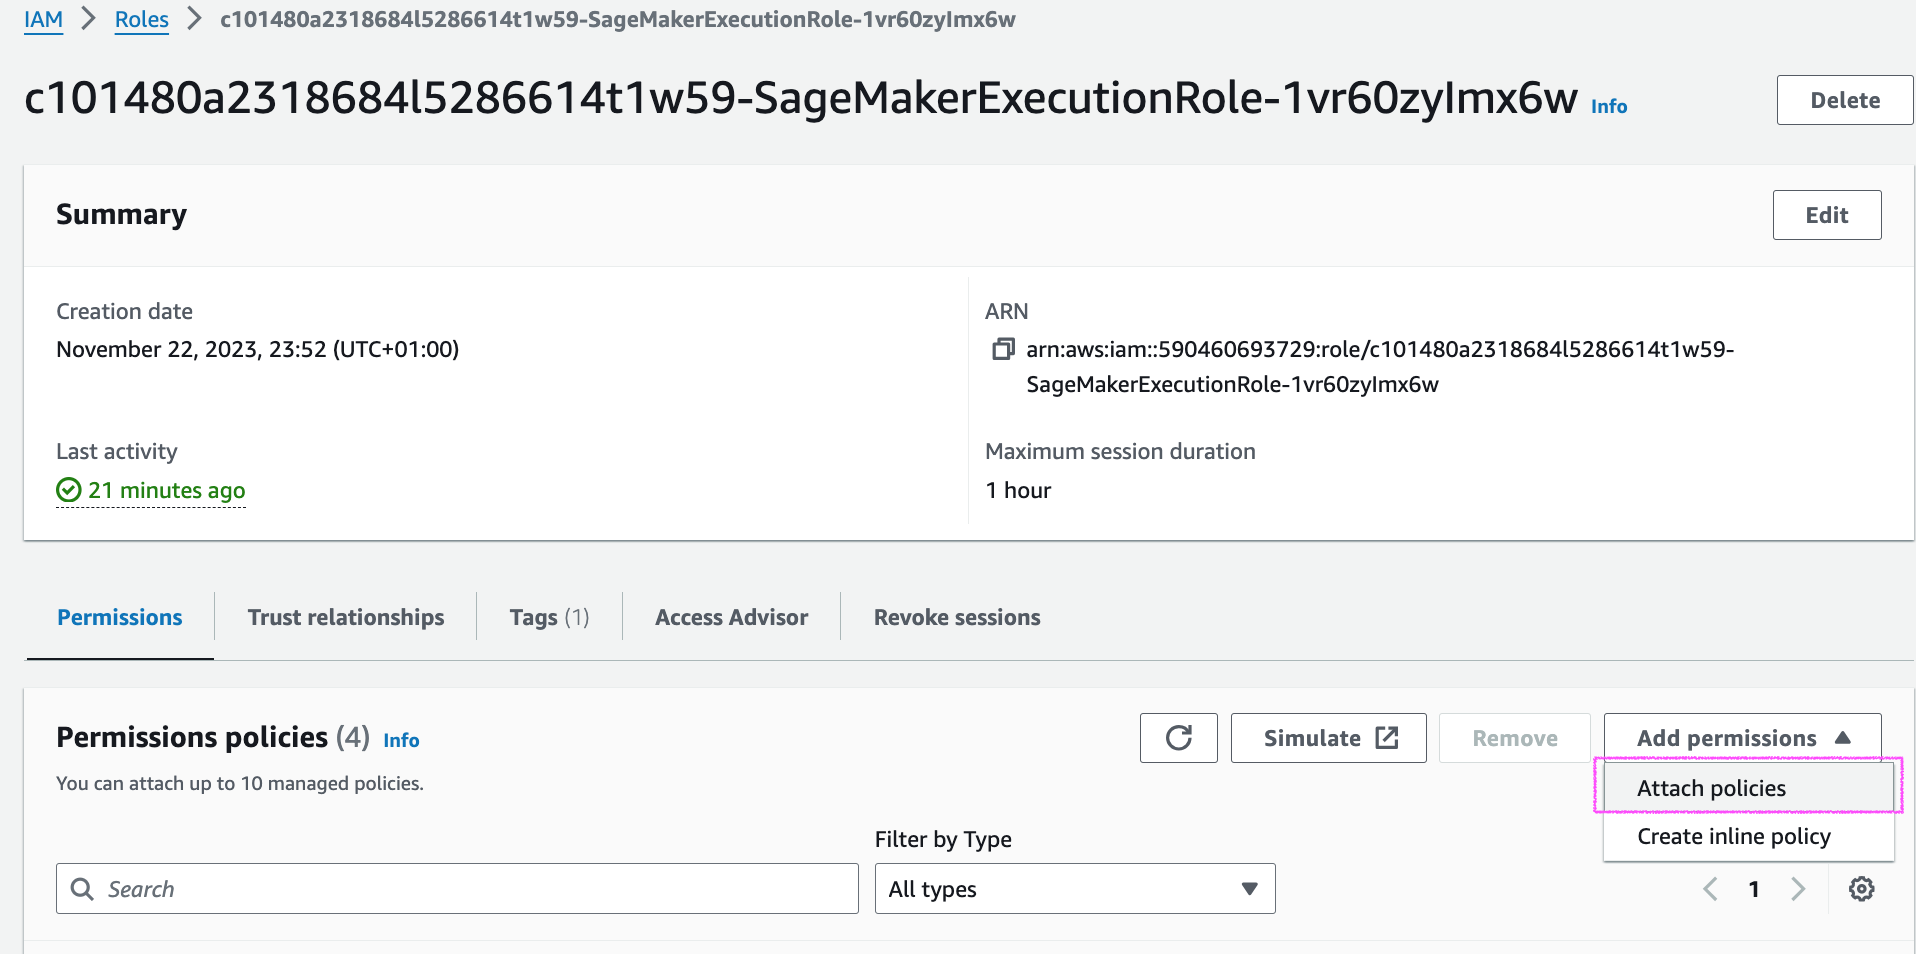 IAM > Roles > c101480a2318684l5286614t1w59-SageMakerExecutionRole-1vr60zyImx6w
c101480a2318684l5286614t1w59-SageMakerExecutionRole-1vr60zyImx6w Info
Delete
Summary
Edit
Creation date
November 22, 2023, 23:52 (UTC+01:00)
ARN
arn:aws:iam::590460693729:role/c101480a2318684l5286614t1w59-
SageMakerExecutionRole-1vr60zyImx6w
Last activity
21 minutes ago
Maximum session duration
1 hour
Permissions
Trust relationships
Tags (1)
Access Advisor
Revoke sessions
Permissions policies (4) Info
You can attach up to 10 managed policies.
Simulate
Remove
Add permissions
Attach policies
Create inline policy
Filter by Type
Search
All types
1